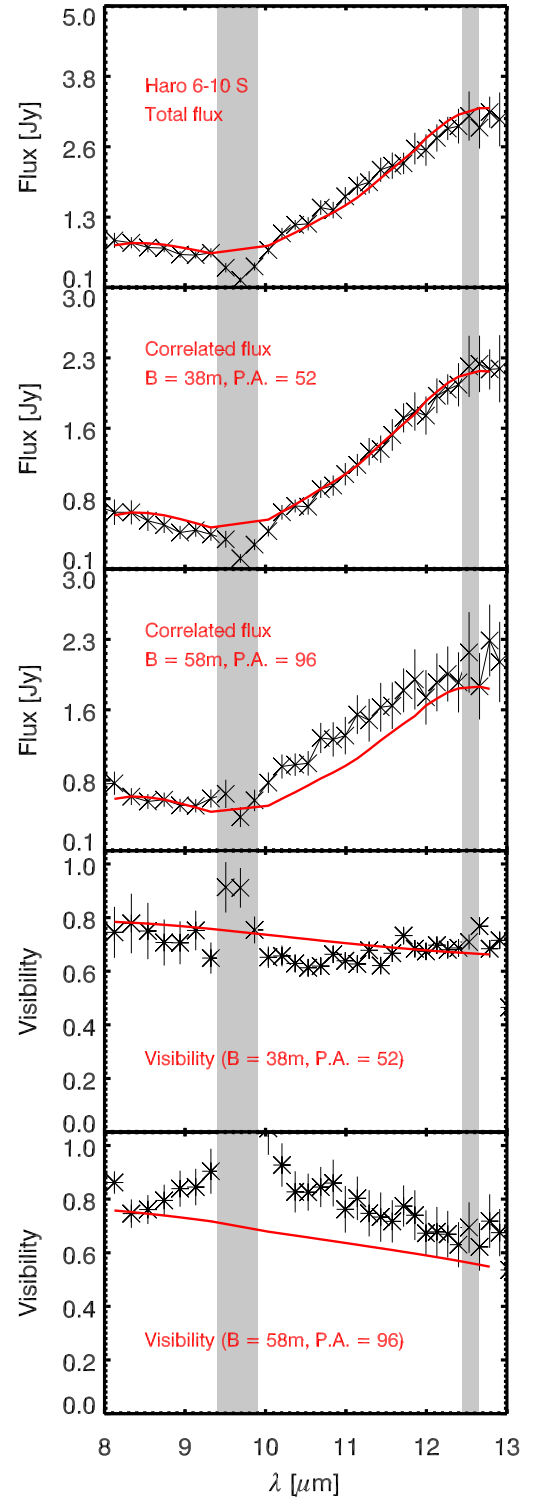 5.0
3.8
2.6
1.3
0.1
Flux [Jy]
Haro 6-10 S
Total flux
3.0
2.3
1.6
0.8
0.1
Flux [Jy]
Correlated flux
B = 38m, P.A. = 52
3.0
2.3
1.6
0.8
0.1
Flux [Jy]
Correlated flux
B = 58m, P.A. = 96
1.0
0.8
0.6
0.4
0.2
0.0
Visibility
Visibility (B = 38m, P.A. = 52)
1.0
0.8
0.6
0.4
0.2
0.0
Visibility
Visibility (B = 58m, P.A. = 96)
8 9 10 11 12 13
λ [μm]